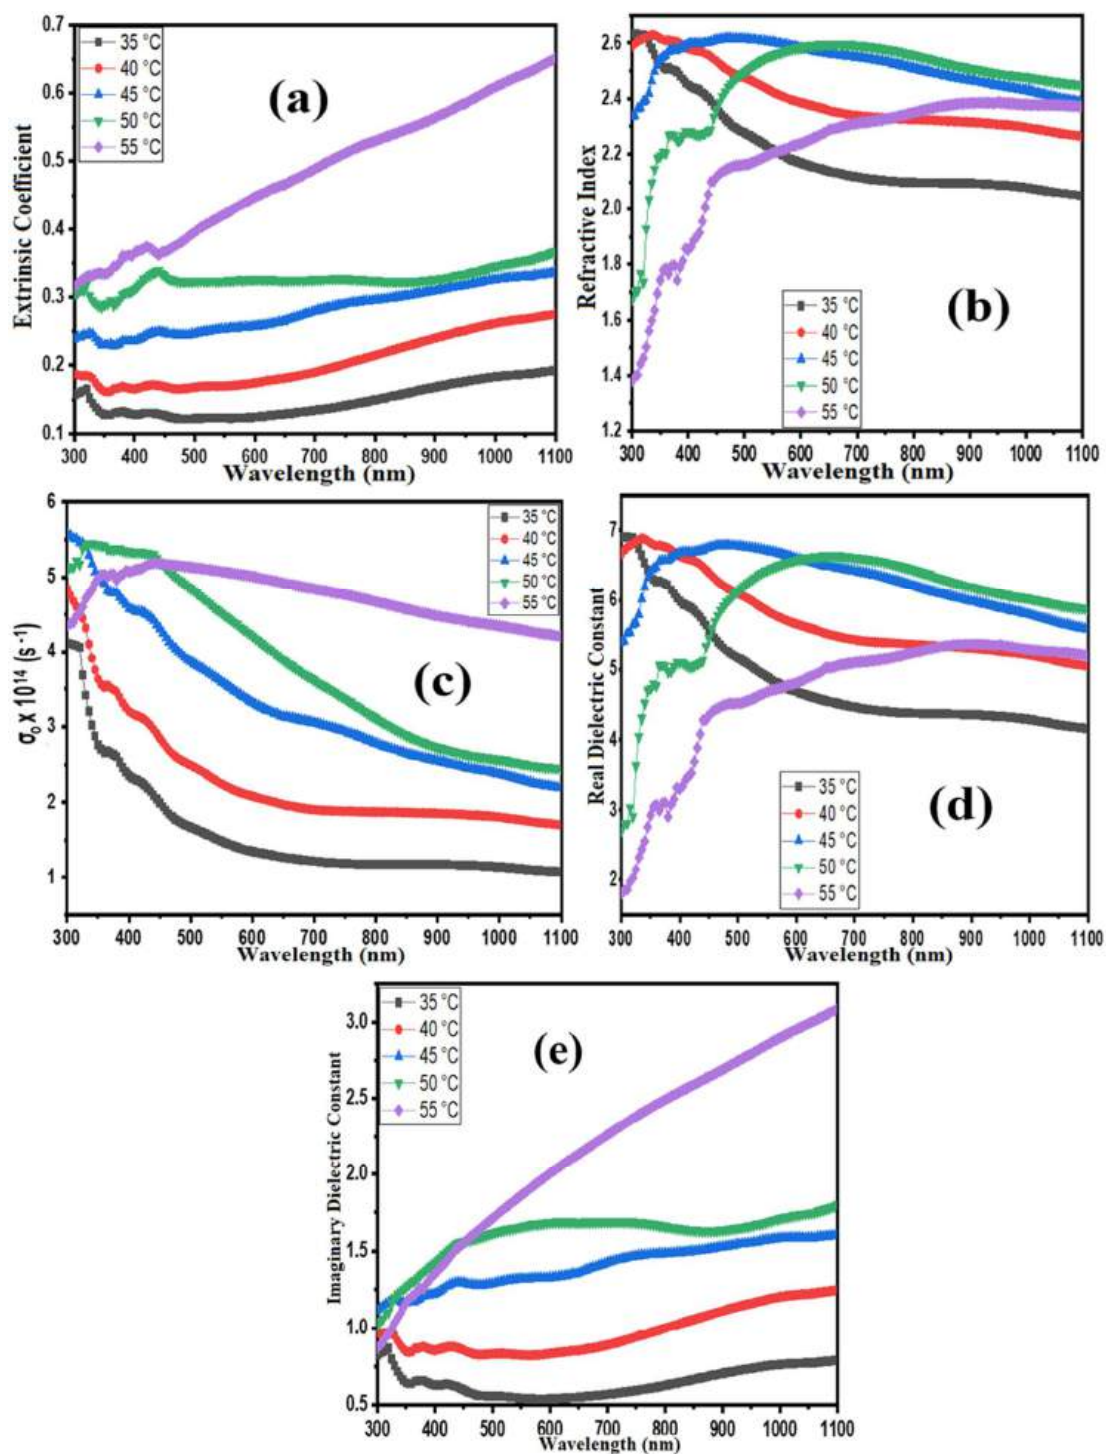 0.7
0.6
0.5
0.4
0.3
0.2
0.1
Extrinsic Coefficient
35 °C
40 °C
45 °C
50 °C
55 °C
(a)
300 400 500 600 700 800 900 1000 1100
Wavelength (nm)
2.6
2.4
2.2
2.0
1.8
1.6
1.4
1.2
Refractive Index
35 °C
40 °C
45 °C
50 °C
55 °C
(b)
300 400 500 600 700 800 900 1000 1100
Wavelength (nm)
6
5
4
3
2
1
σ₀ x 10¹⁴ (s⁻¹)
35 °C
40 °C
45 °C
50 °C
55 °C
(c)
300 400 500 600 700 800 900 1000 1100
Wavelength (nm)
7
6
5
4
3
2
Real Dielectric Constant
35 °C
40 °C
45 °C
50 °C
55 °C
(d)
300 400 500 600 700 800 900 1000 1100
Wavelength (nm)
3.0
2.5
2.0
1.5
1.0
0.5
Imaginary Dielectric Constant
35 °C
40 °C
45 °C
50 °C
55 °C
(e)
300 400 500 600 700 800 900 1000 1100
Wavelength (nm)